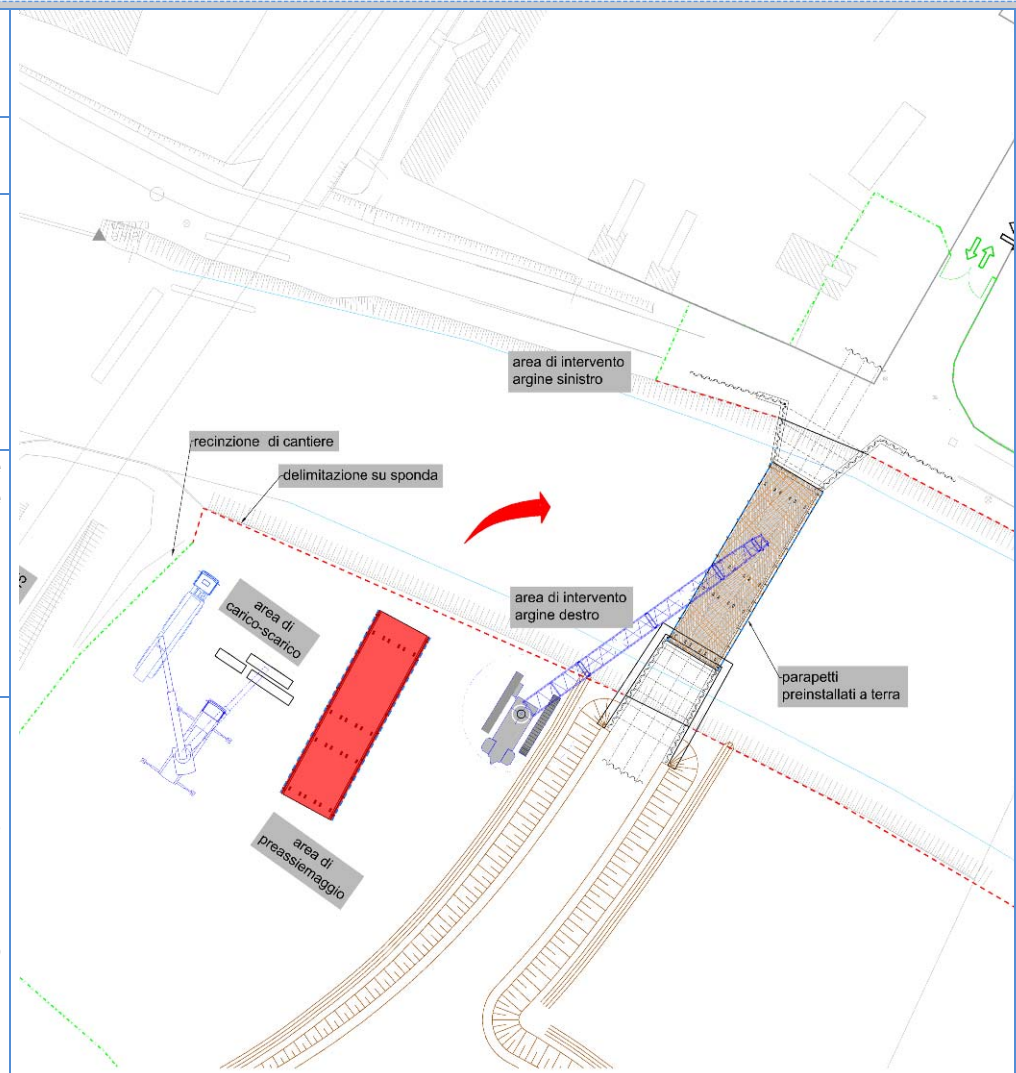 area di intervento
argine sinistro
recinzione di cantiere
delimitazione su sponda
area di
carico-scarico
area di intervento
argine destro
parapetti
preinstallati a terra
area di
preassiemaggio